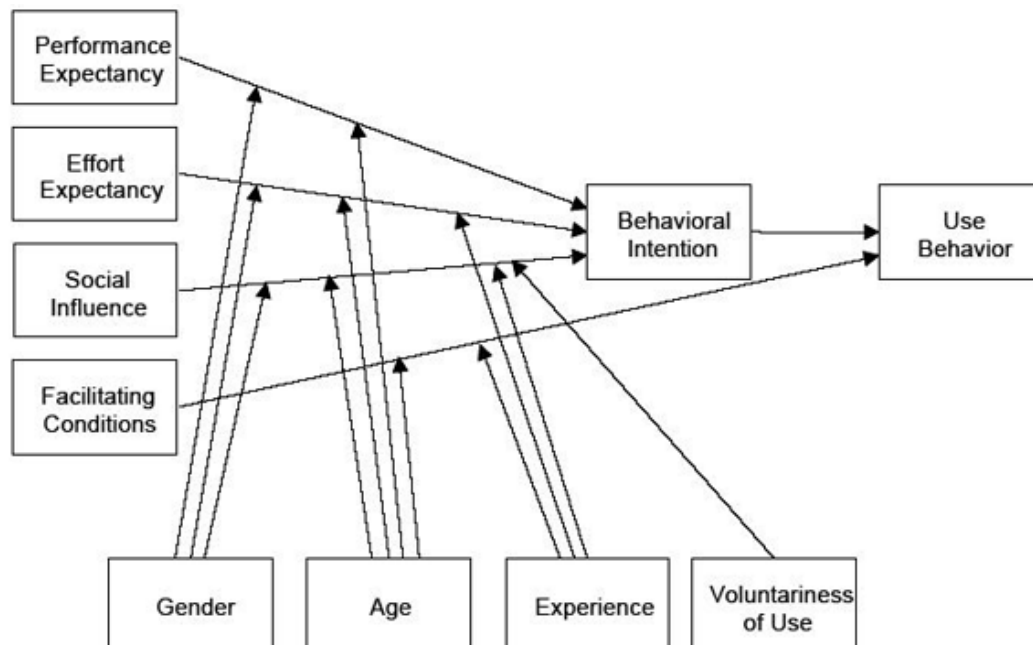 Performance
Expectancy
Effort
Expectancy
Social
Influence
Facilitating
Conditions
Behavioral
Intention
Use
Behavior
Gender
Age
Experience
Voluntariness
of Use